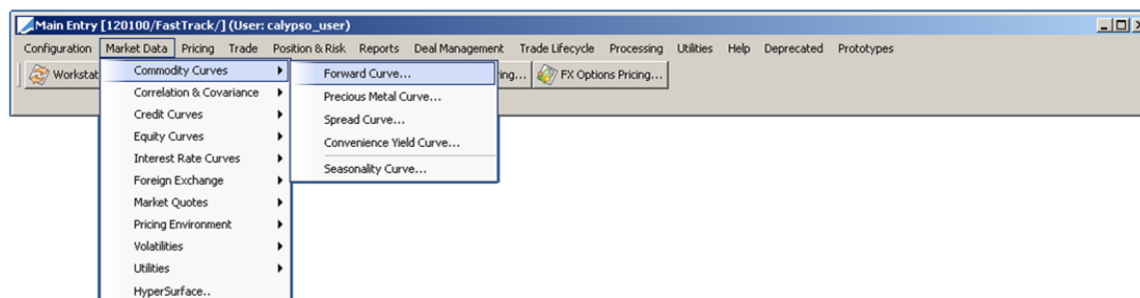 Main Entry [120100/FastTrack/] (User: calypso_user)
Configuration Market Data Pricing Trade Position & Risk Reports Deal Management Trade Lifecycle Processing Utilities Help Deprecated Prototypes
Workstat ing... FX Options Pricing...
Commodity Curves
Correlation & Covariance
Credit Curves
Equity Curves
Interest Rate Curves
Foreign Exchange
Market Quotes
Pricing Environment
Volatilities
Utilities
HyperSurface..
Forward Curve...
Precious Metal Curve...
Spread Curve...
Convenience Yield Curve...
Seasonality Curve...